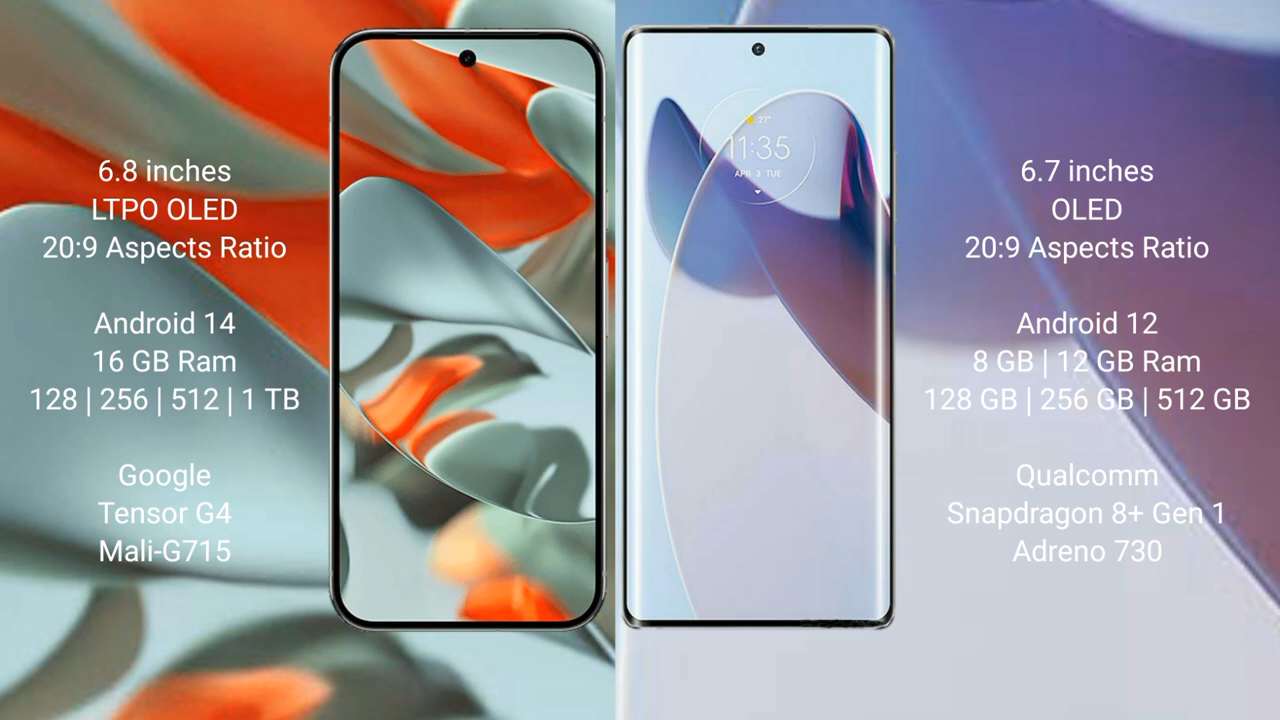 6.8 inches
LTPO OLED
20:9 Aspects Ratio
Android 14
16 GB Ram
128 | 256 | 512 | 1 TB
Google
Tensor G4
Mali-G715
27°
11:35
APR 3 TUE
6.7 inches
OLED
20:9 Aspects Ratio
Android 12
8 GB | 12 GB Ram
128 GB | 256 GB | 512 GB
Qualcomm
Snapdragon 8+ Gen 1
Adreno 730